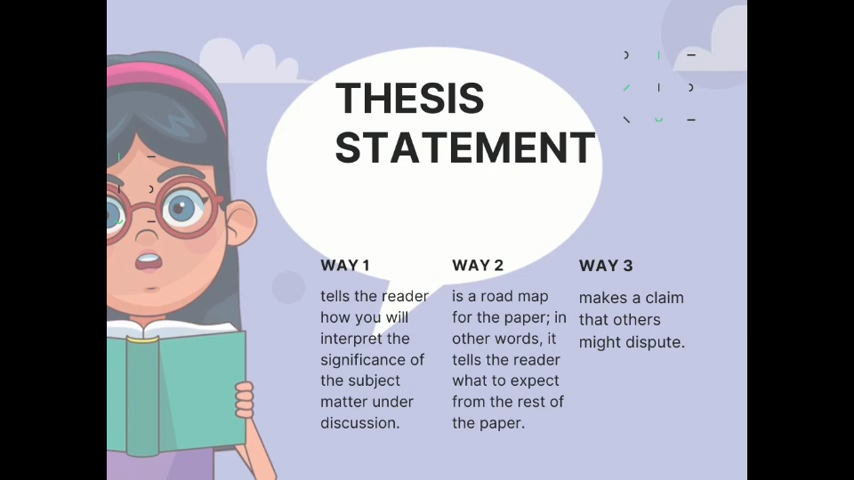 THESIS
STATEMENT
WAY 1
tells the reader
how you will
interpret the
significance of
the subject
matter under
discussion.
WAY 2
is a road map
for the paper; in
other words, it
tells the reader
what to expect
from the rest of
the paper.
WAY 3
makes a claim
that others
might dispute.